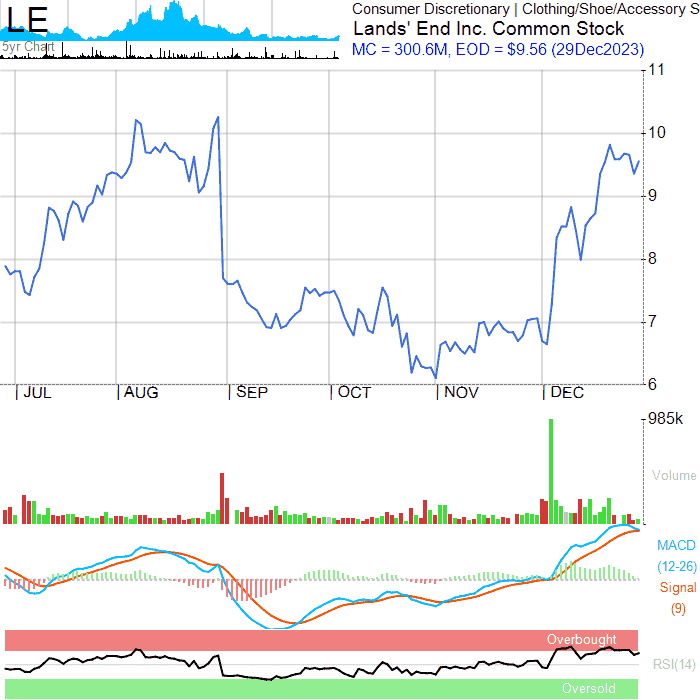 LE
5yr Chart
Consumer Discretionary | Clothing/Shoe/Accessory S
Lands' End Inc. Common Stock
MC = 300.6M, EOD = $9.56 (29Dec2023)
11
10
9
8
7
6
JUL AUG SEP OCT NOV DEC
985k
Volume
MACD
(12-26)
Signal
(9)
Overbought
RSI(14)
Oversold